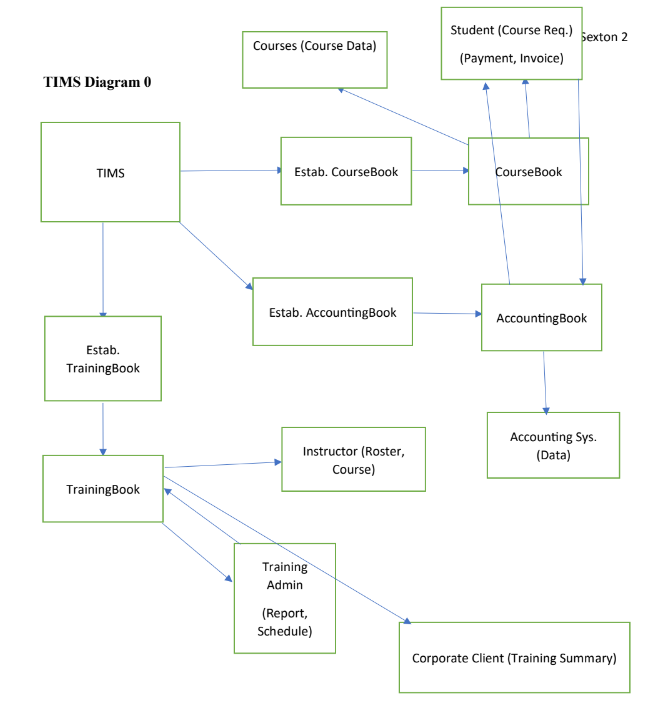 Sexton 2
Student (Course Req.)
(Payment, Invoice)
Courses (Course Data)
TIMS Diagram 0
TIMS
Estab. CourseBook
CourseBook
Estab. AccountingBook
AccountingBook
Estab.
TrainingBook
Accounting Sys.
(Data)
Instructor (Roster,
Course)
TrainingBook
Training
Admin
(Report,
Schedule)
Corporate Client (Training Summary)